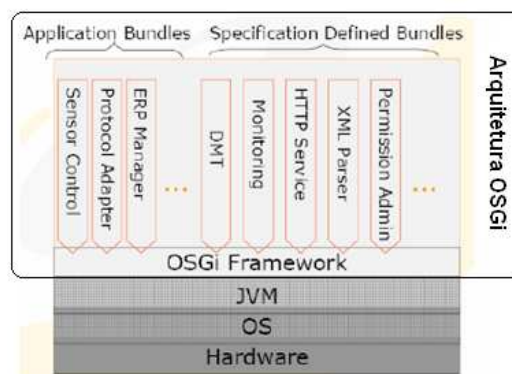 Application Bundles
Specification Defined Bundles
Sensor Control
Protocol Adapter
ERP Manager
...
DMT
Monitoring
HTTP Service
XML Parser
Permission Admin
...
OSGi Framework
JVM
OS
Hardware
Arquitetura OSGi